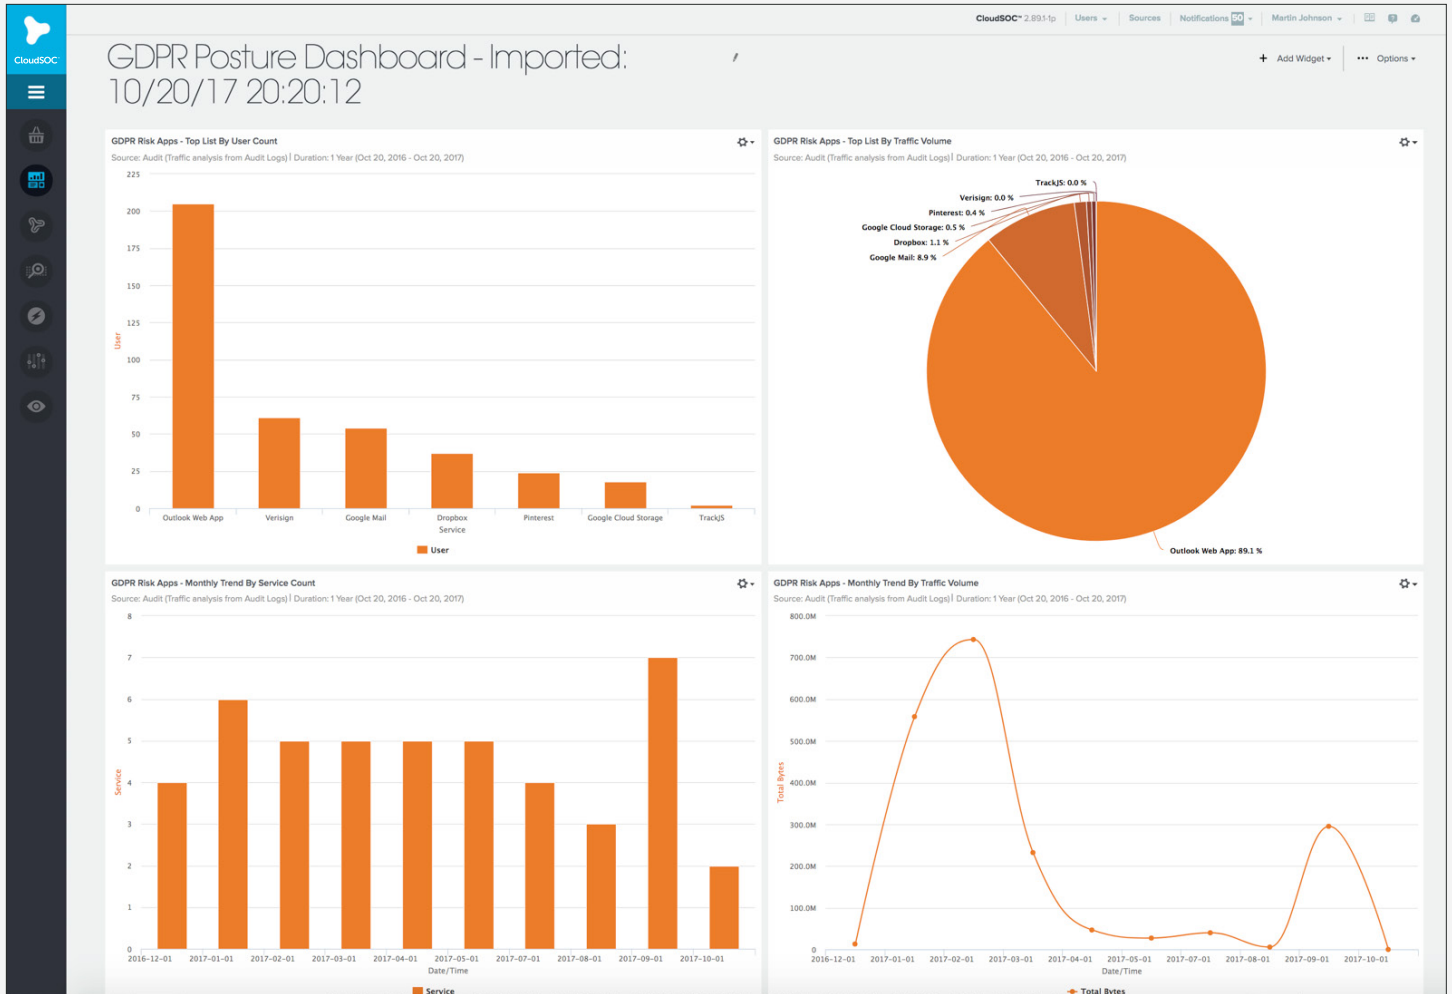 CloudSOC™ 2.89.1-1p Users Sources Notifications 50 Martin Johnson
CloudSOC™
GDPR Posture Dashboard - Imported:
10/20/17 20:20:12
+ Add Widget ••• Options
GDPR Risk Apps - Top List By User Count
Source: Audit (Traffic analysis from Audit Logs) | Duration: 1 Year (Oct 20, 2016 - Oct 20, 2017)
225
200
175
150
125
100
75
50
25
0
User
Outlook Web App Verisign Google Mail Dropbox Pinterest Google Cloud Storage TrackJS
Service
User
GDPR Risk Apps - Top List By Traffic Volume
Source: Audit (Traffic analysis from Audit Logs) | Duration: 1 Year (Oct 20, 2016 - Oct 20, 2017)
TrackJS: 0.0 %
Verisign: 0.0 %
Pinterest: 0.4 %
Google Cloud Storage: 0.5 %
Dropbox: 1.1 %
Google Mail: 8.9 %
Outlook Web App: 89.1 %
GDPR Risk Apps - Monthly Trend By Service Count
Source: Audit (Traffic analysis from Audit Logs) | Duration: 1 Year (Oct 20, 2016 - Oct 20, 2017)
8
7
6
5
4
3
2
1
0
Service
2016-12-01 2017-01-01 2017-02-01 2017-03-01 2017-04-01 2017-05-01 2017-07-01 2017-08-01 2017-09-01 2017-10-01
Date/Time
Service
GDPR Risk Apps - Monthly Trend By Traffic Volume
Source: Audit (Traffic analysis from Audit Logs) | Duration: 1 Year (Oct 20, 2016 - Oct 20, 2017)
800.0M
700.0M
600.0M
500.0M
400.0M
300.0M
200.0M
100.0M
0
Total Bytes
2016-12-01 2017-01-01 2017-02-01 2017-03-01 2017-04-01 2017-05-01 2017-07-01 2017-08-01 2017-09-01 2017-10-01
Date/Time
Total Bytes